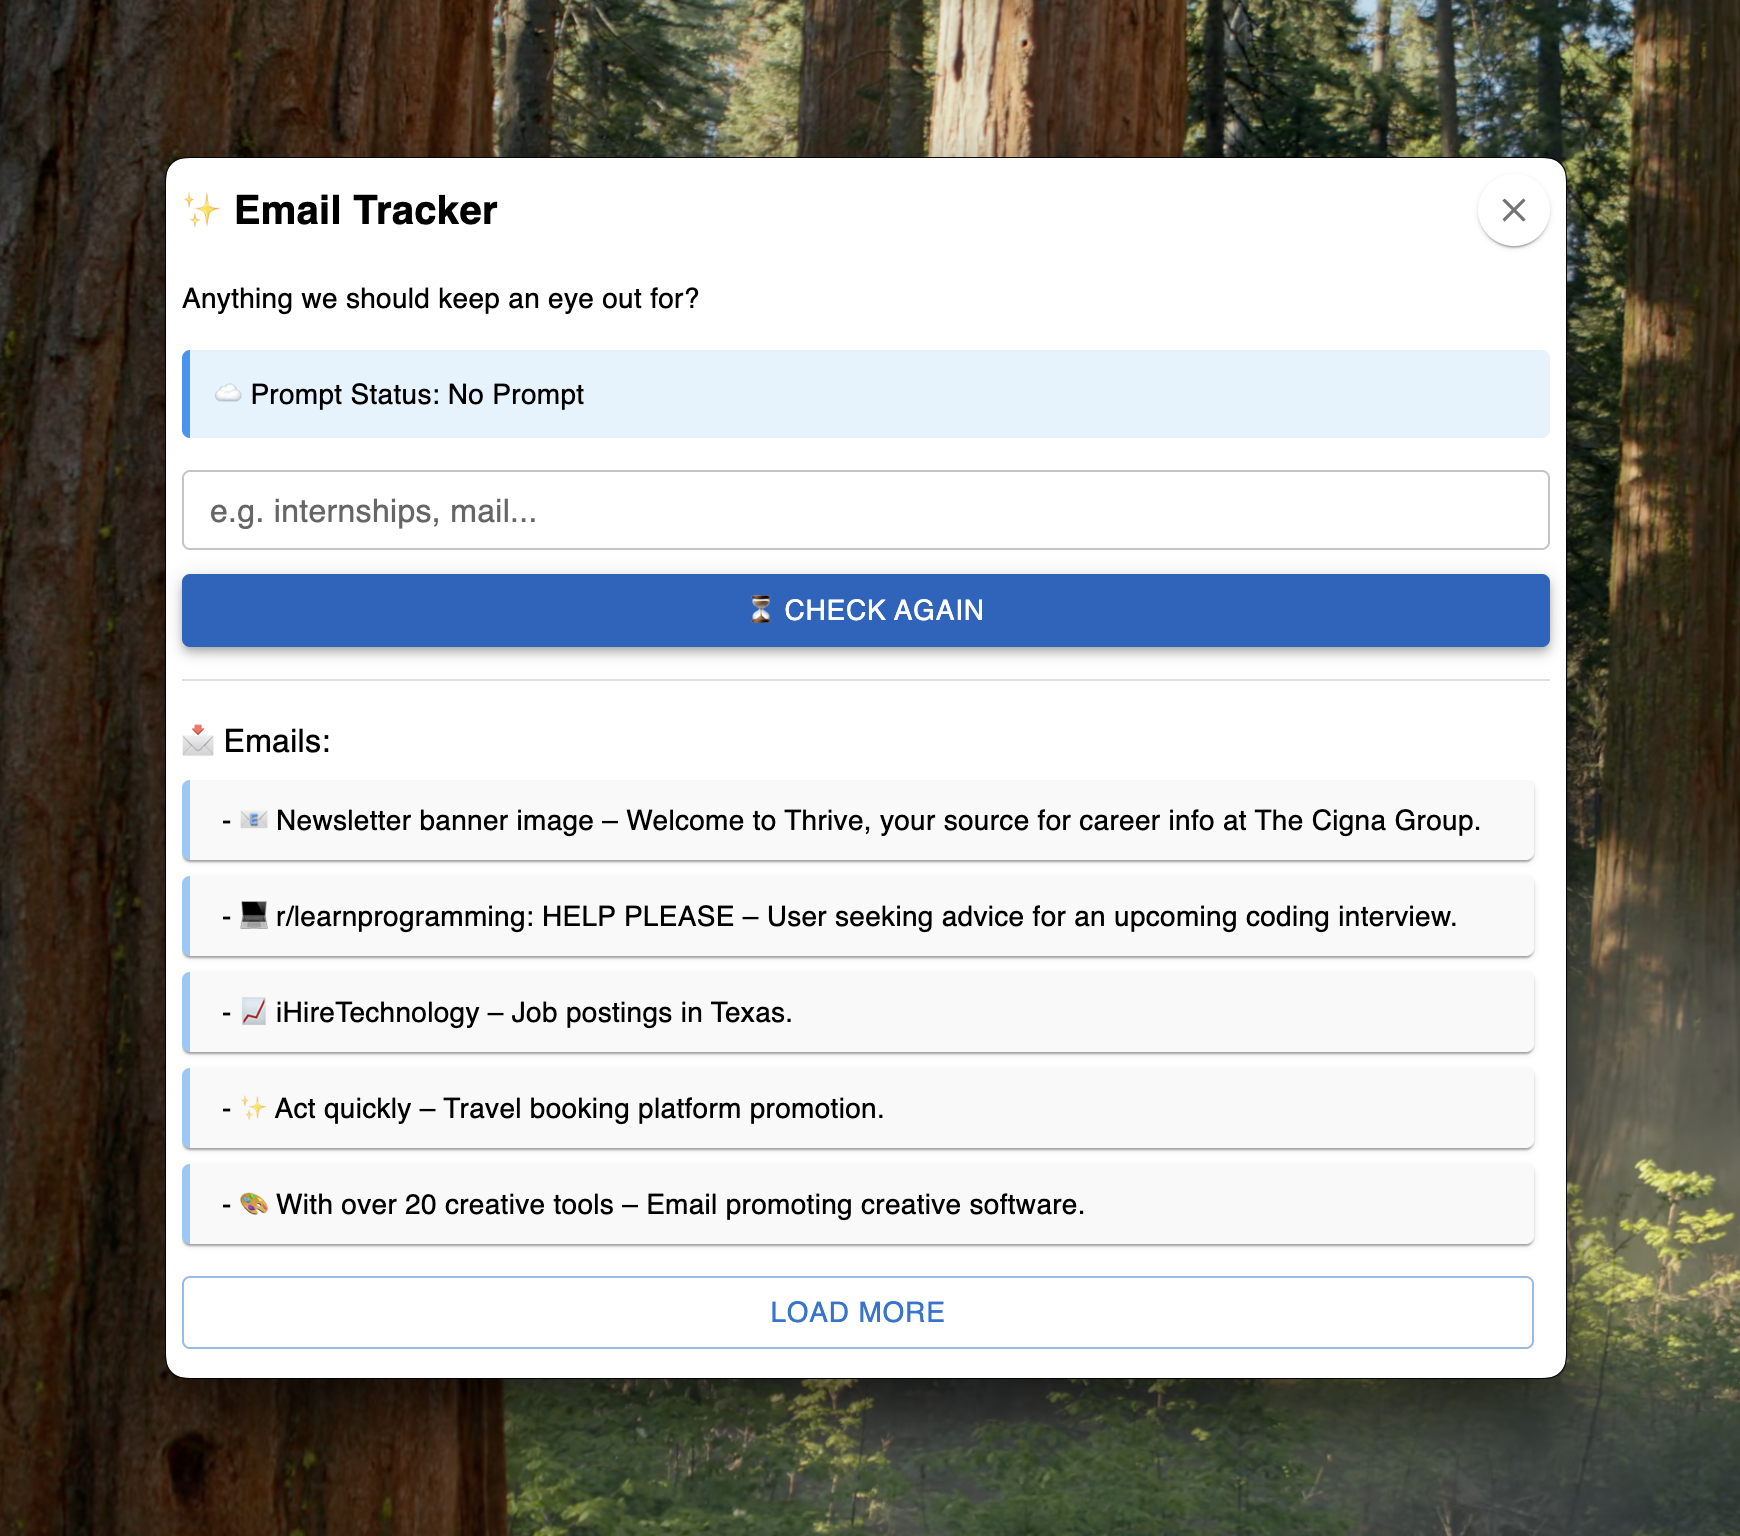 ✨ Email Tracker
Anything we should keep an eye out for?
☁️ Prompt Status: No Prompt
e.g. internships, mail...
⏳ CHECK AGAIN
📩 Emails:
- 📧 Newsletter banner image – Welcome to Thrive, your source for career info at The Cigna Group.
- 💻 r/learnprogramming: HELP PLEASE – User seeking advice for an upcoming coding interview.
- 📈 iHireTechnology – Job postings in Texas.
- ✨ Act quickly – Travel booking platform promotion.
- 🎨 With over 20 creative tools – Email promoting creative software.
LOAD MORE